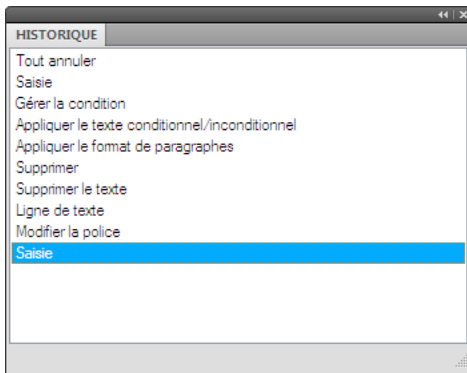 HISTORIQUE
Tout annuler
Saisie
Gérer la condition
Appliquer le texte conditionnel/inconditionnel
Appliquer le format de paragraphes
Supprimer
Supprimer le texte
Ligne de texte
Modifier la police
Saisie